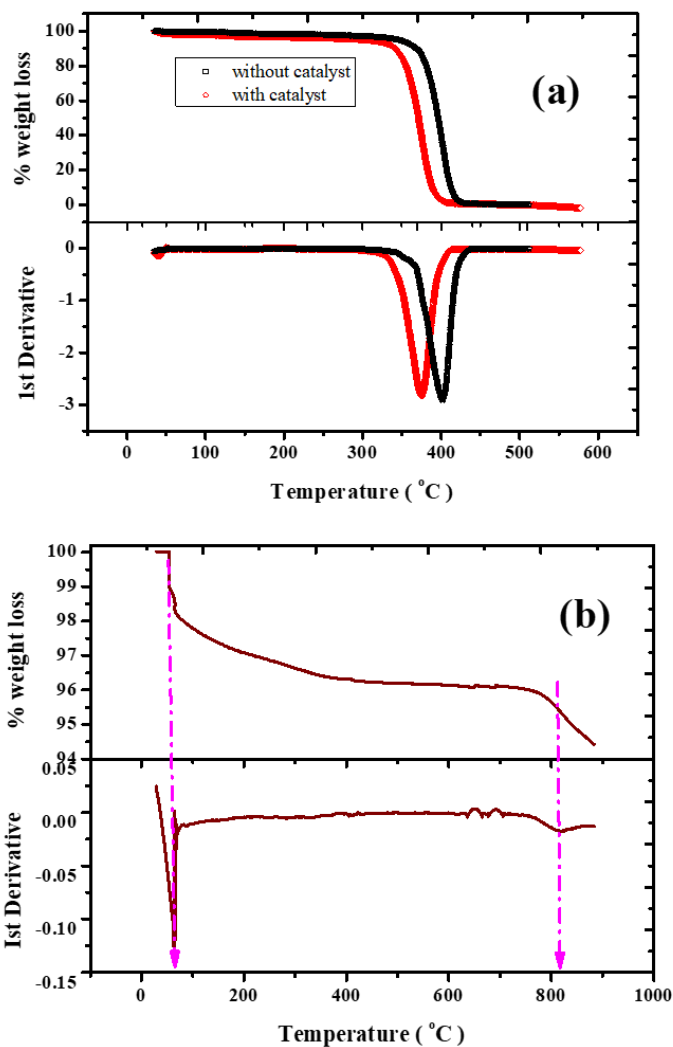 100
80
60
40
20
0
% weight loss
without catalyst
with catalyst
(a)
0
-1
-2
-3
1st Derivative
0 100 200 300 400 500 600
Temperature ( °C)
100
99
98
97
96
95
94
% weight loss
(b)
0.05
0.00
-0.05
-0.10
-0.15
Ist Derivative
0 200 400 600 800 1000
Temperature ( °C)